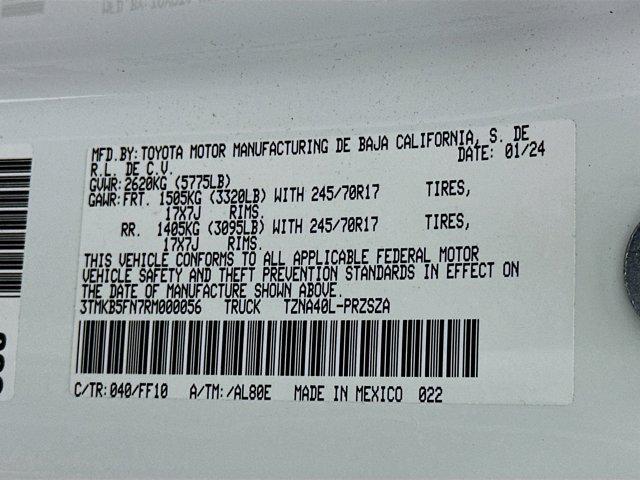 MFD.BY:TOYOTA MOTOR MANUFACTURING DE BAJA CALIFORNIA, S. DE
R.L. DE C.V. DATE: 01/24
GVWR:2620KG (5775LB)
GAWR:FRT. 1505KG (3320LB) WITH 245/70R17 TIRES,
17X7J RIMS.
RR. 1405KG (3095LB) WITH 245/70R17 TIRES,
17X7J RIMS.
THIS VEHICLE CONFORMS TO ALL APPLICABLE FEDERAL MOTOR
VEHICLE SAFETY AND THEFT PREVENTION STANDARDS IN EFFECT ON
THE DATE OF MANUFACTURE SHOWN ABOVE.
3TMKB5FN7RM000056 TRUCK TZNA40L-PRZSZA
C/TR:040/FF10 A/TM:/AL80E MADE IN MEXICO 022